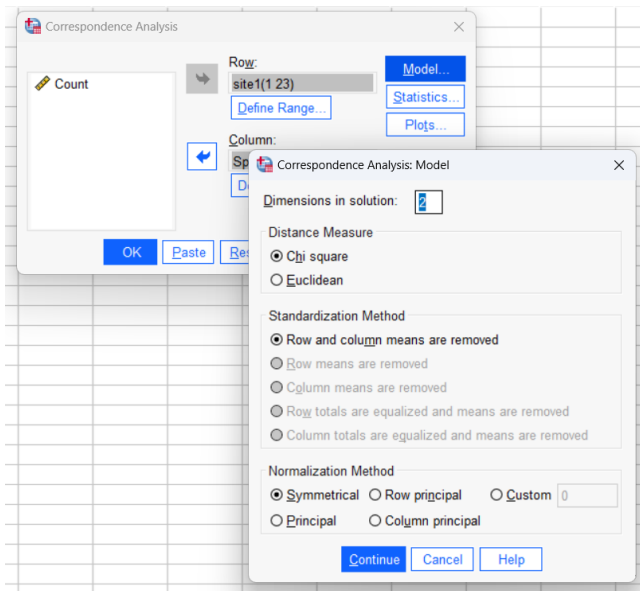 Correspondence Analysis
Count
Row:
site1(1 23)
Define Range...
Column:
Sp
D
Model...
Statistics...
Plots...
OK
Paste
Res
Correspondence Analysis: Model
Dimensions in solution: 2
Distance Measure
Chi square
Euclidean
Standardization Method
Row and column means are removed
Row means are removed
Column means are removed
Row totals are equalized and means are removed
Column totals are equalized and means are removed
Normalization Method
Symmetrical Row principal Custom 0
Principal Column principal
Continue Cancel Help